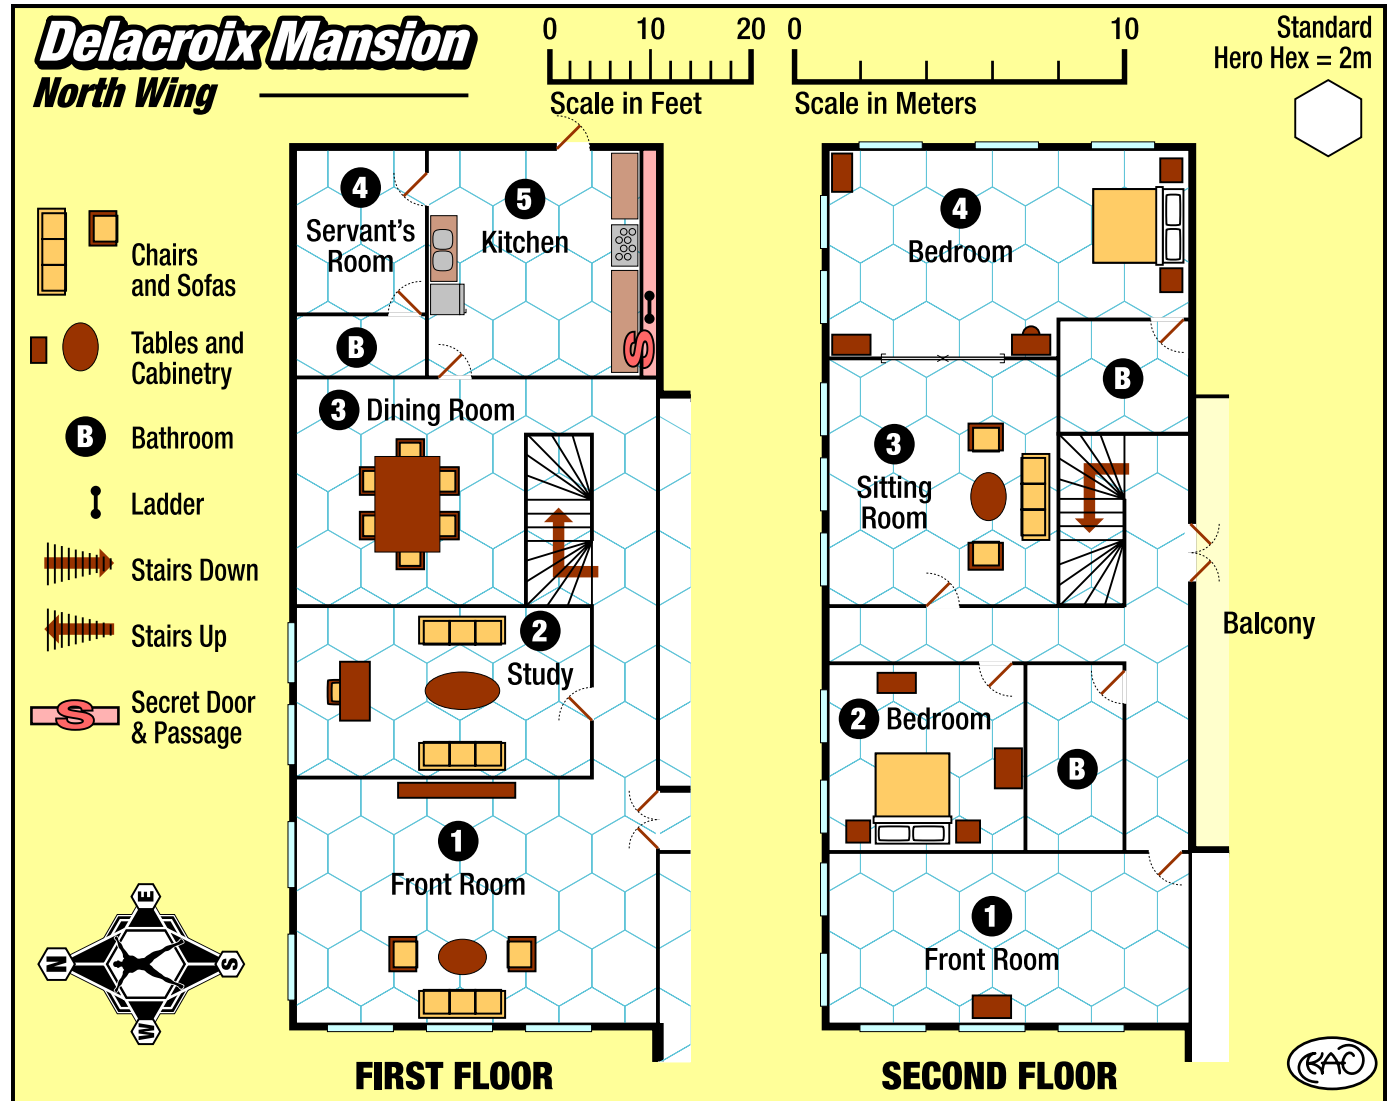 Delacroix Mansion
North Wing
0 10 20
Scale in Feet
0 10
Scale in Meters
Standard
Hero Hex = 2m
Chairs
and Sofas
Tables and
Cabinetry
B Bathroom
Ladder
Stairs Down
Stairs Up
S Secret Door
& Passage
N
E
S
W
4
Servant's
Room
5
Kitchen
S
B
3 Dining Room
2
Study
1
Front Room
FIRST FLOOR
4
Bedroom
B
3
Sitting
Room
Balcony
2 Bedroom
B
1
Front Room
SECOND FLOOR
KAC